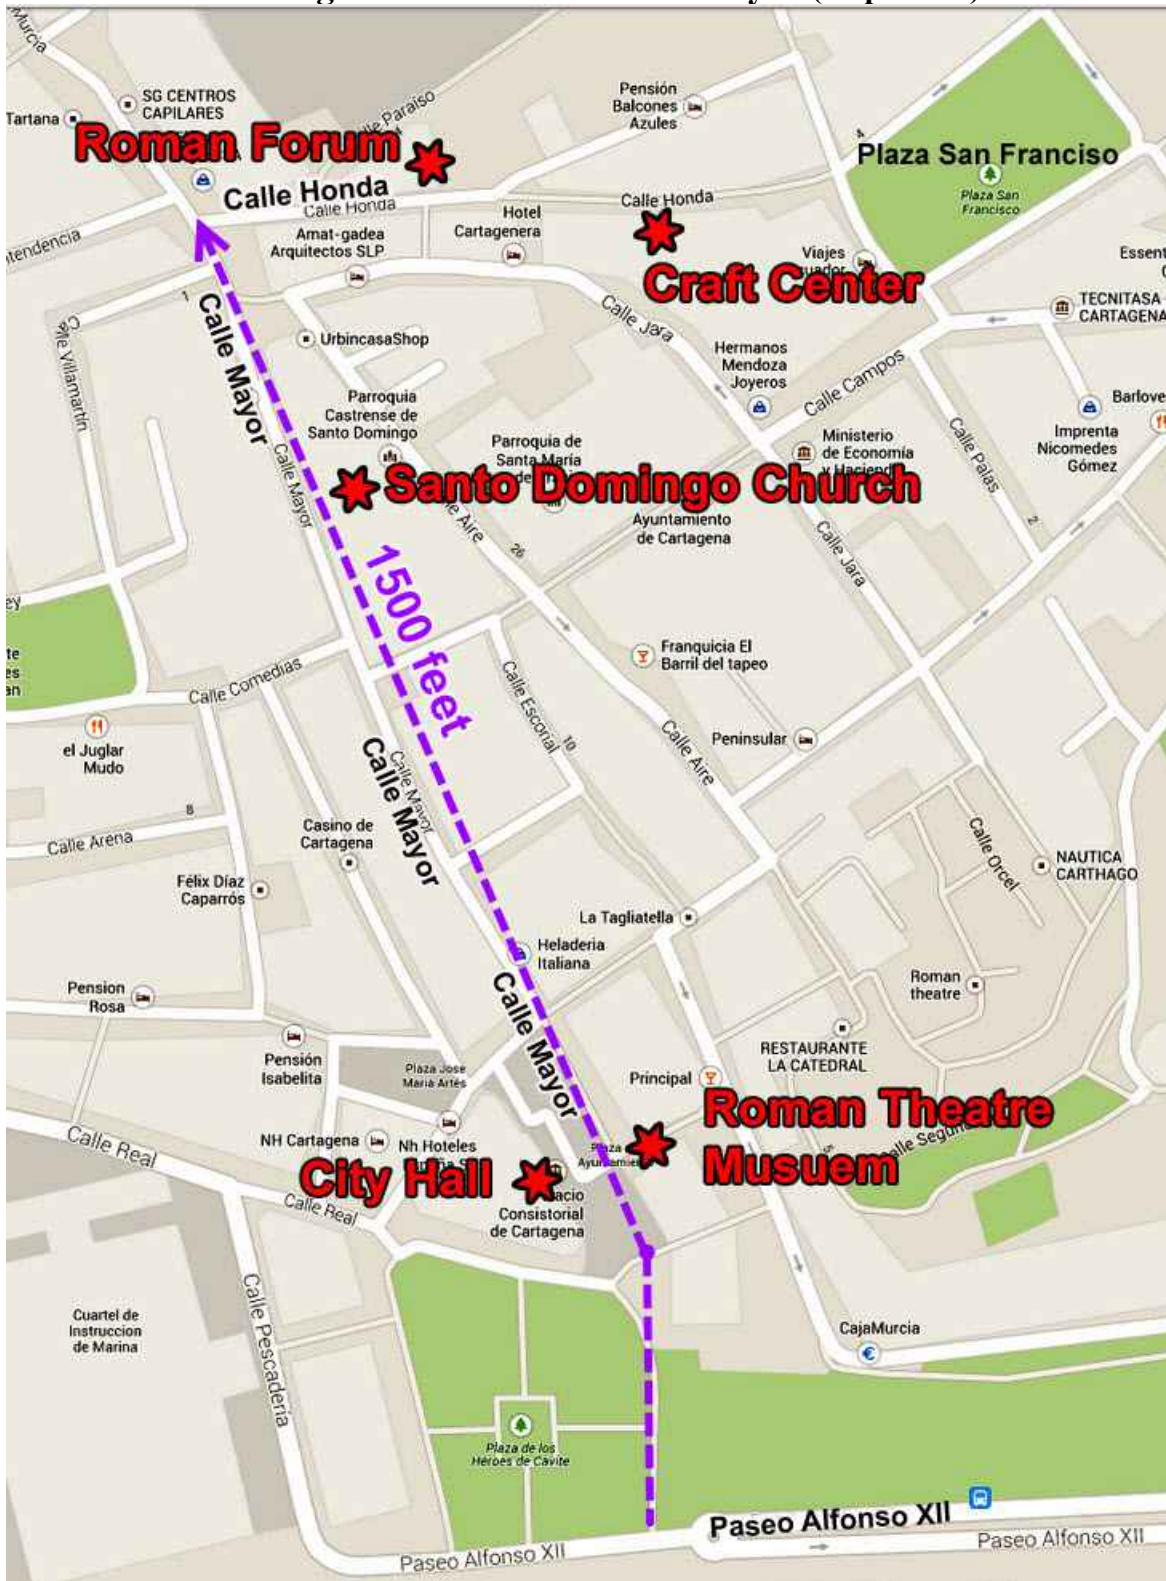 Murcia
SG CENTROS
CAPILARES
Tartana
Roman Forum
Pensión
Balcones
Azules
4
Plaza San Franciso
Plaza San
Francisco
Calle Honda
Calle Honda
Calle Honda
Hotel
Cartagenera
Amat-gadea
Arquitectos SLP
Craft Center
Viajes
Essent
TECNITASA
CARTAGENA
1
Calle Mayor
UrbincasaShop
Calle Jara
Calle Villamartin
Hermanos
Mendoza
Joyeros
Calle Campos
Barlove
Imprenta
Nicomedes
Gómez
Parroquia
Castrense de
Santo Domingo
Parroquia de
Santa María
Ministerio
de Economía
Calle Palas
Calle Mayor
Santo Domingo Church
Aire
Ayuntamiento
de Cartagena
2
26
Calle Jara
1500 feet
Franquicia El
Barril del tapeo
Calle Comedias
Calle Escorial
10
el Juglar
Mudo
Peninsular
Calle Aire
Calle Mayor
Calle Mayor
8
Calle Arena
Casino de
Cartagena
Calle Orcel
NAUTICA
CARTHAGO
Félix Díaz
Caparrós
La Tagliatella
Heladeria
Italiana
Calle Mayor
Roman
theatre
Pension
Rosa
Pensión
Isabelita
Plaza Jose
Maria Artés
RESTAURANTE
LA CATEDRAL
Principal
Roman Theatre
Musuem
Calle Real
NH Cartagena
Nh Hoteles
City Hall
Consistorial
de Cartagena
Calle Real
Calle Pescaderia
Cuartel de
Instruccion
de Marina
CajaMurcia
Plaza de los
Héroes de Cavite
Paseo Alfonso XII
Paseo Alfonso XII
Paseo Alfonso XII